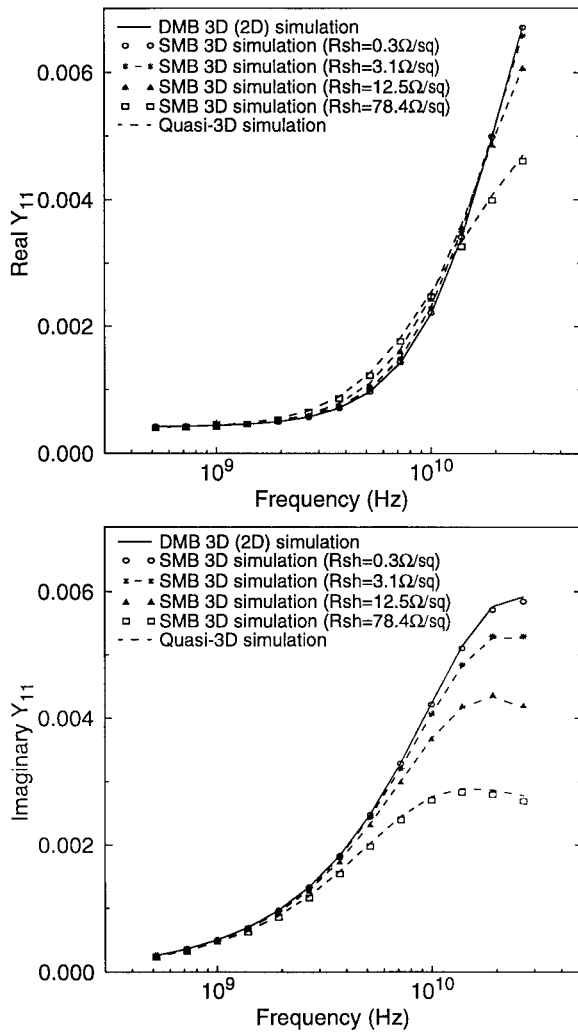 DMB 3D (2D) simulation
SMB 3D simulation (Rsh=0.3Ω/sq)
SMB 3D simulation (Rsh=3.1Ω/sq)
SMB 3D simulation (Rsh=12.5Ω/sq)
SMB 3D simulation (Rsh=78.4Ω/sq)
Quasi-3D simulation
0.006
0.004
0.002
0.000
Real Y11
10^9
10^10
Frequency (Hz)
DMB 3D (2D) simulation
SMB 3D simulation (Rsh=0.3Ω/sq)
SMB 3D simulation (Rsh=3.1Ω/sq)
SMB 3D simulation (Rsh=12.5Ω/sq)
SMB 3D simulation (Rsh=78.4Ω/sq)
Quasi-3D simulation
0.006
0.004
0.002
0.000
Imaginary Y11
10^9
10^10
Frequency (Hz)